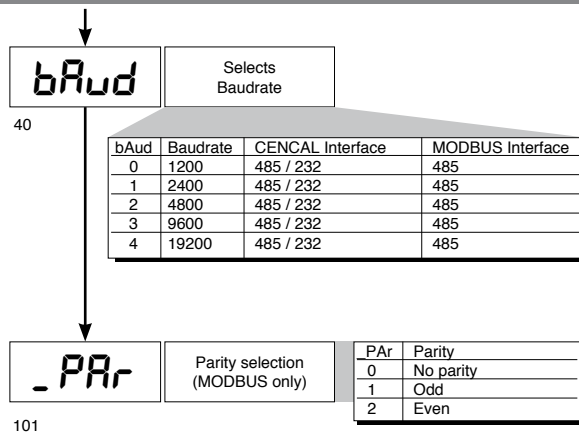 bAud
Selects
Baudrate
40
bAud Baudrate CENCAL Interface MODBUS Interface
0 1200 485 / 232 485
1 2400 485 / 232 485
2 4800 485 / 232 485
3 9600 485 / 232 485
4 19200 485 / 232 485
_PAr
Parity selection
(MODBUS only)
_PAr Parity
0 No parity
1 Odd
2 Even
101